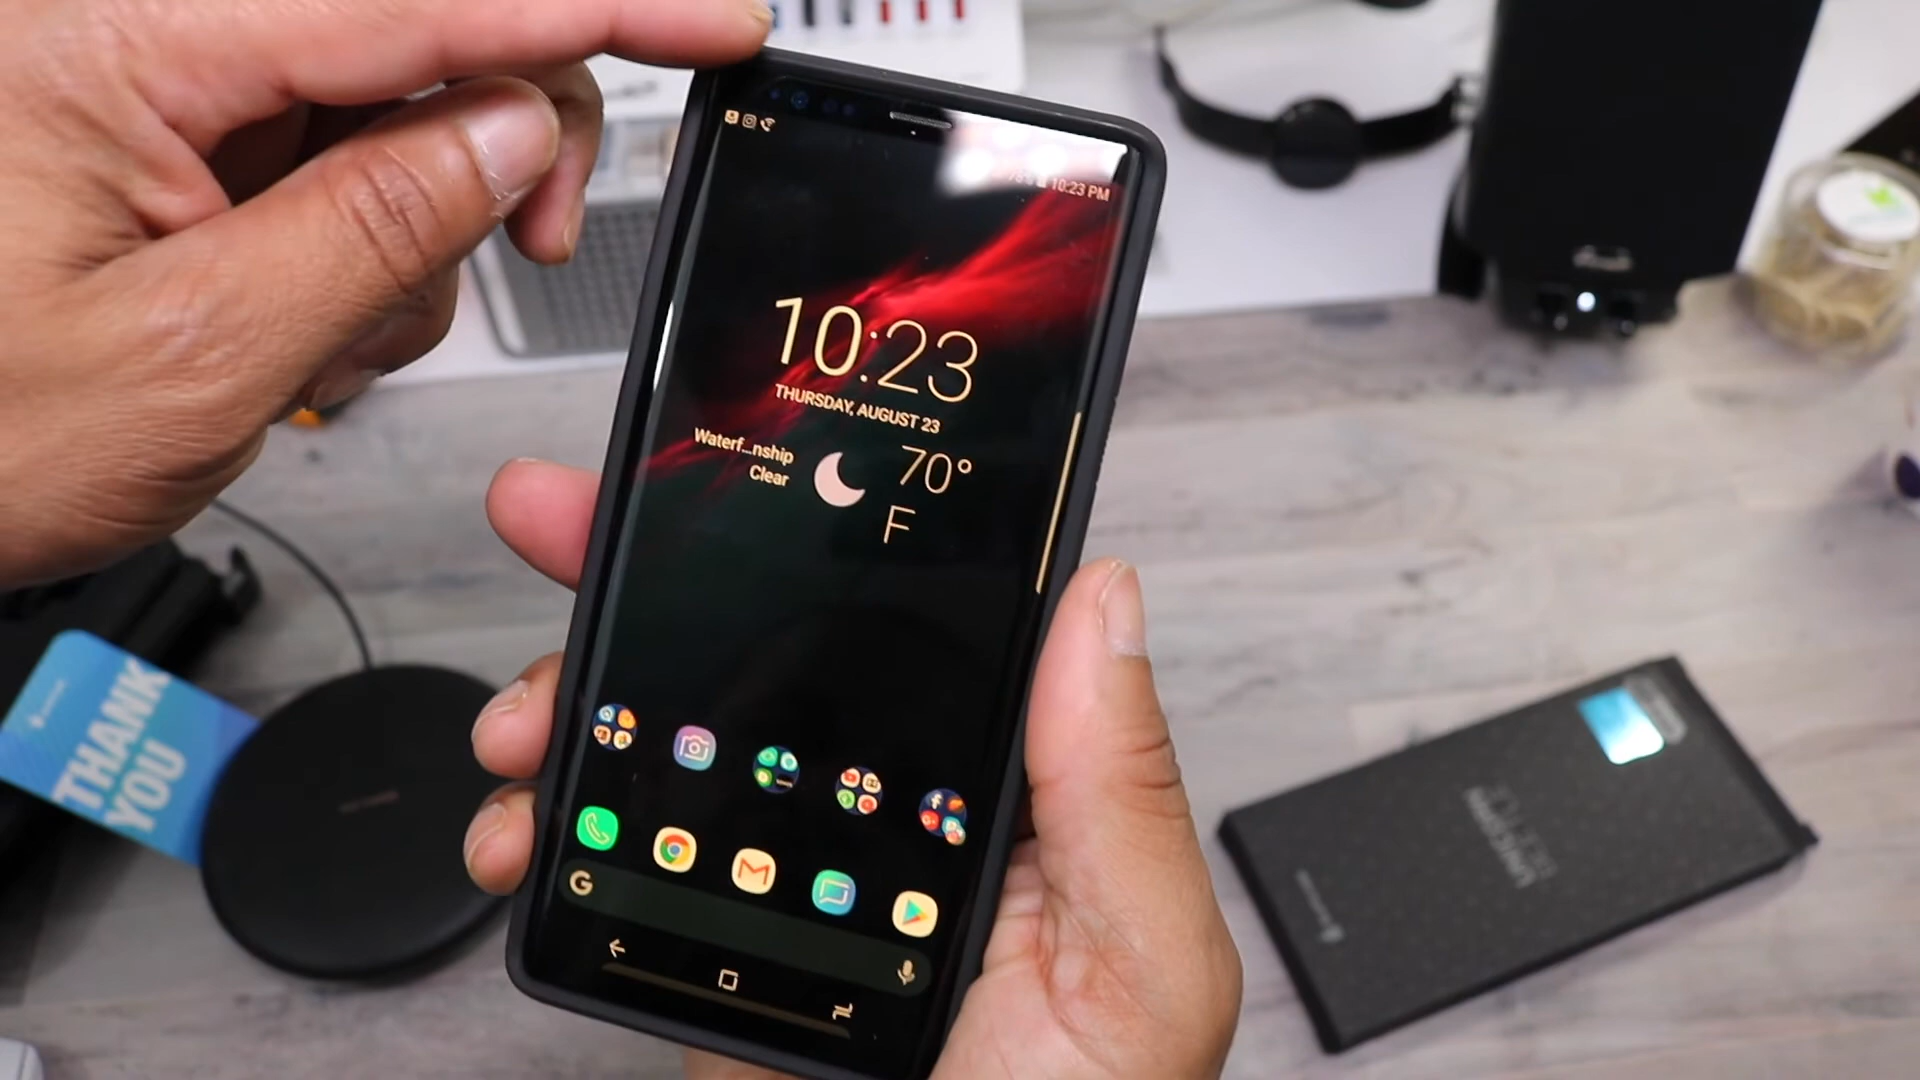 10:23 PM
10:23
THURSDAY, AUGUST 23
Waterf...nship
Clear
70°
F
G
THANK
YOU